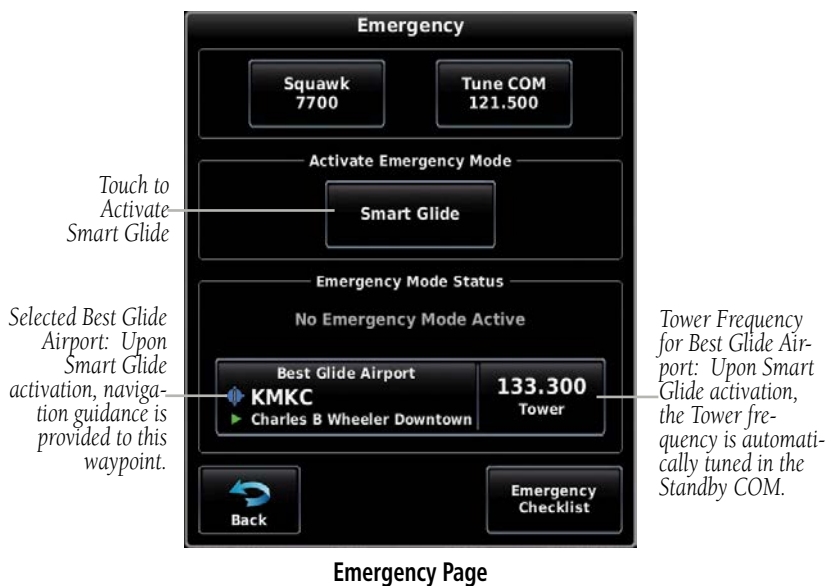 Emergency
Squawk
7700
Tune COM
121.500
Activate Emergency Mode
Touch to
Activate
Smart Glide
Smart Glide
Emergency Mode Status
No Emergency Mode Active
Selected Best Glide
Airport: Upon
Smart Glide
activation, naviga-
tion guidance is
provided to this
waypoint.
Best Glide Airport
KMKC
Charles B Wheeler Downtown
133.300
Tower
Tower Frequency
for Best Glide Air-
port: Upon Smart
Glide activation,
the Tower fre-
quency is automati-
cally tuned in the
Standby COM.
Back
Emergency
Checklist
Emergency Page